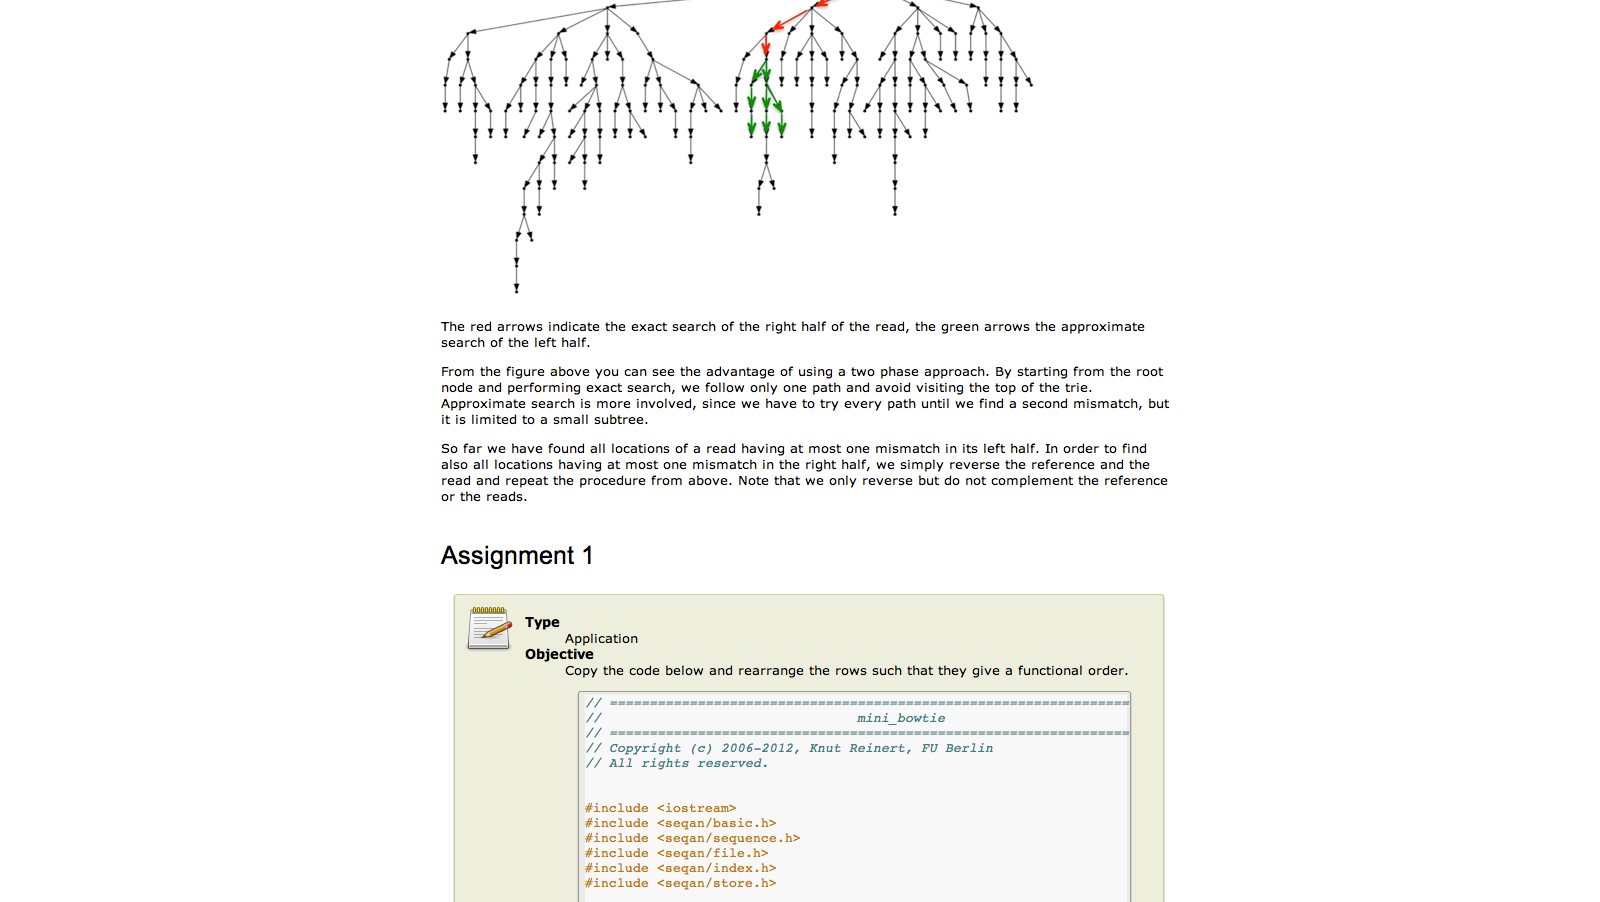 The red arrows indicate the exact search of the right half of the read, the green arrows the approximate
search of the left half.
From the figure above you can see the advantage of using a two phase approach. By starting from the root
node and performing exact search, we follow only one path and avoid visiting the top of the trie.
Approximate search is more involved, since we have to try every path until we find a second mismatch, but
it is limited to a small subtree.
So far we have found all locations of a read having at most one mismatch in its left half. In order to find
also all locations having at most one mismatch in the right half, we simply reverse the reference and the
read and repeat the procedure from above. Note that we only reverse but do not complement the reference
or the reads.
Assignment 1
Type
Application
Objective
Copy the code below and rearrange the rows such that they give a functional order.
// =================================================================
// mini_bowtie
// =================================================================
// Copyright (c) 2006-2012, Knut Reinert, FU Berlin
// All rights reserved.
#include <iostream>
#include <seqan/basic.h>
#include <seqan/sequence.h>
#include <seqan/file.h>
#include <seqan/index.h>
#include <seqan/store.h>